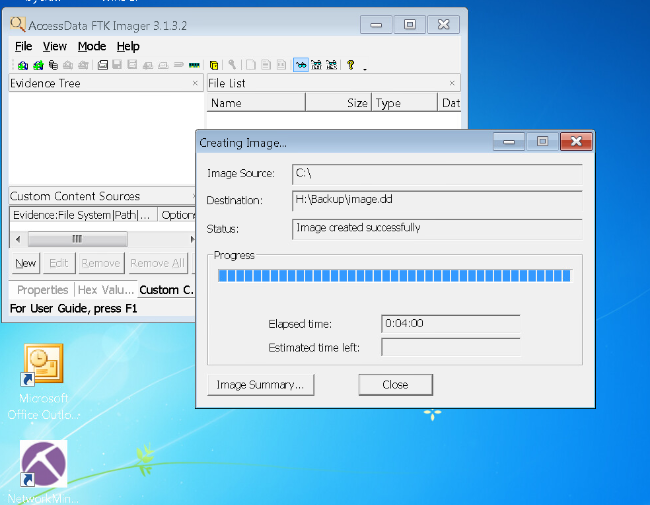 AccessData FTK Imager 3.1.3.2
File View Mode Help
Evidence Tree ×
File List ×
Name Size Type Dat
Creating Image...
Image Source: C:\
Destination: H:\Backup\image.dd
Status: Image created successfully
Progress
Elapsed time: 0:04:00
Estimated time left:
Image Summary... Close
Custom Content Sources ×
Evidence:File System|Path|... Option
New Edit Remove Remove All
Properties Hex Valu... Custom C...
For User Guide, press F1
Microsoft
Office Outlo...
NetworkMin...